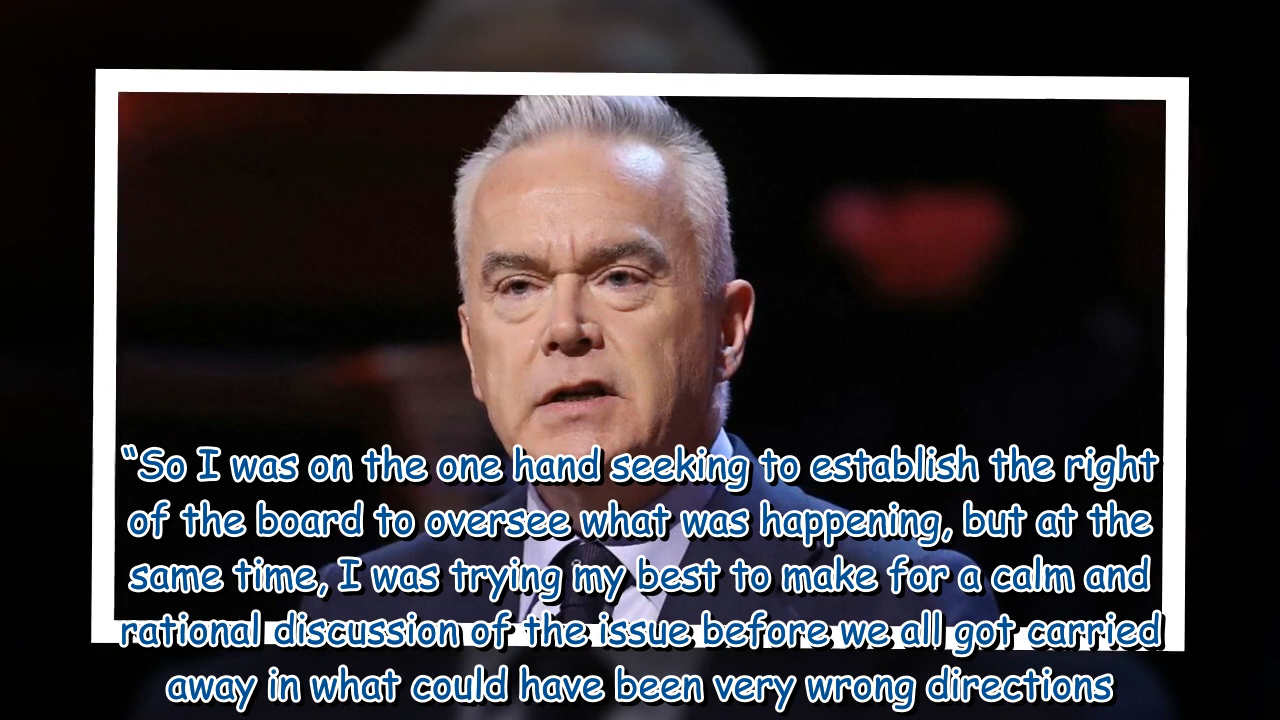 “So I was on the one hand seeking to establish the right
of the board to oversee what was happening, but at the
same time, I was trying my best to make for a calm and
rational discussion of the issue before we all got carried
away in what could have been very wrong directions